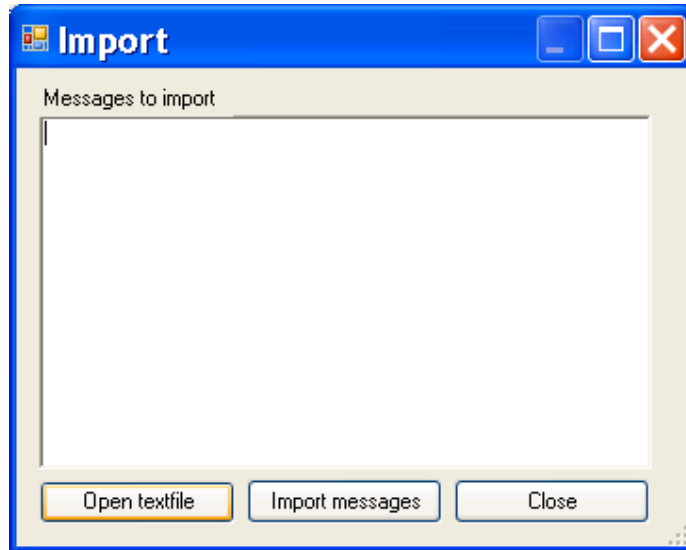 Import
Messages to import
Open textfile
Import messages
Close